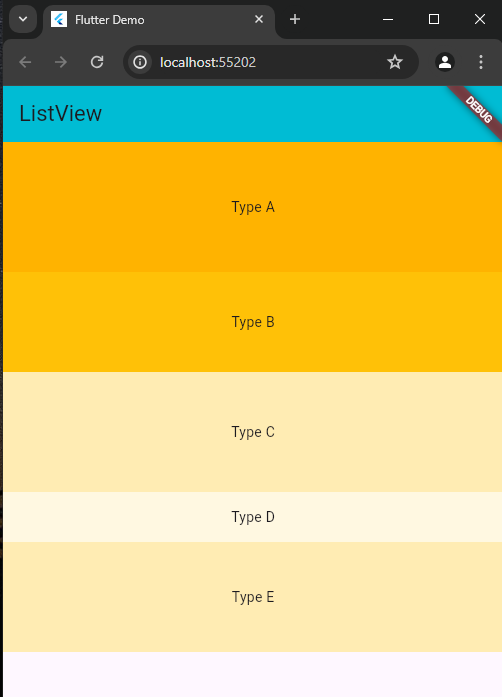 Flutter Demo
localhost:55202
ListView
DEBUG
Type A
Type B
Type C
Type D
Type E